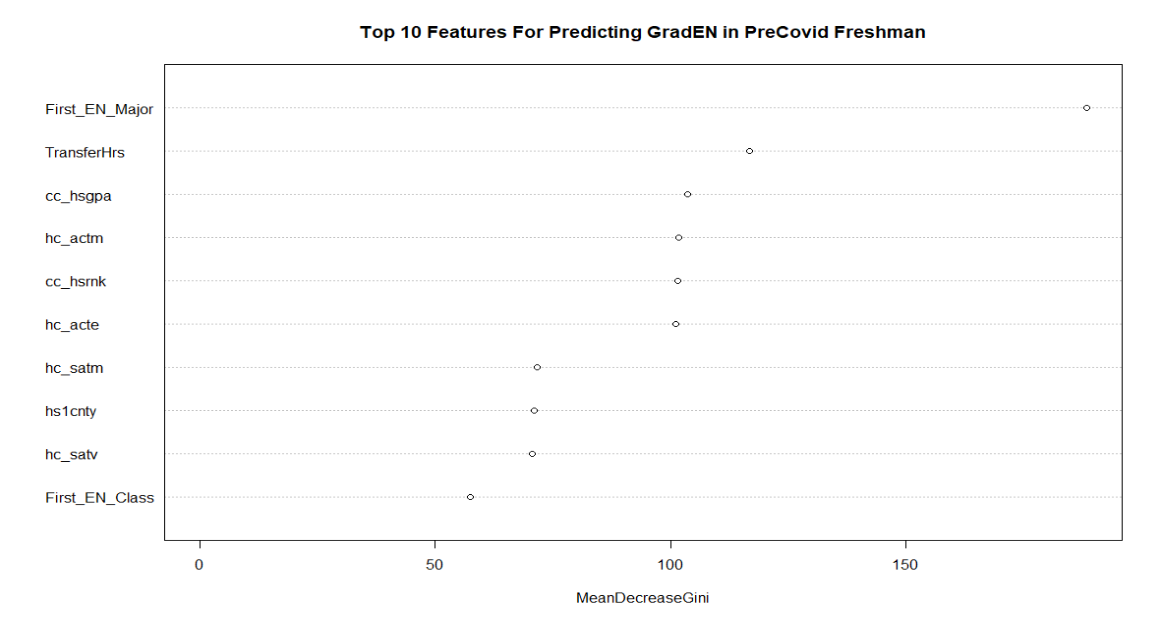 Top 10 Features For Predicting GradEN in PreCovid Freshman
First_EN_Major
TransferHrs
cc_hsgpa
hc_actm
cc_hsrnk
hc_acte
hc_satm
hs1cnty
hc_satv
First_EN_Class
0 50 100 150
MeanDecreaseGini